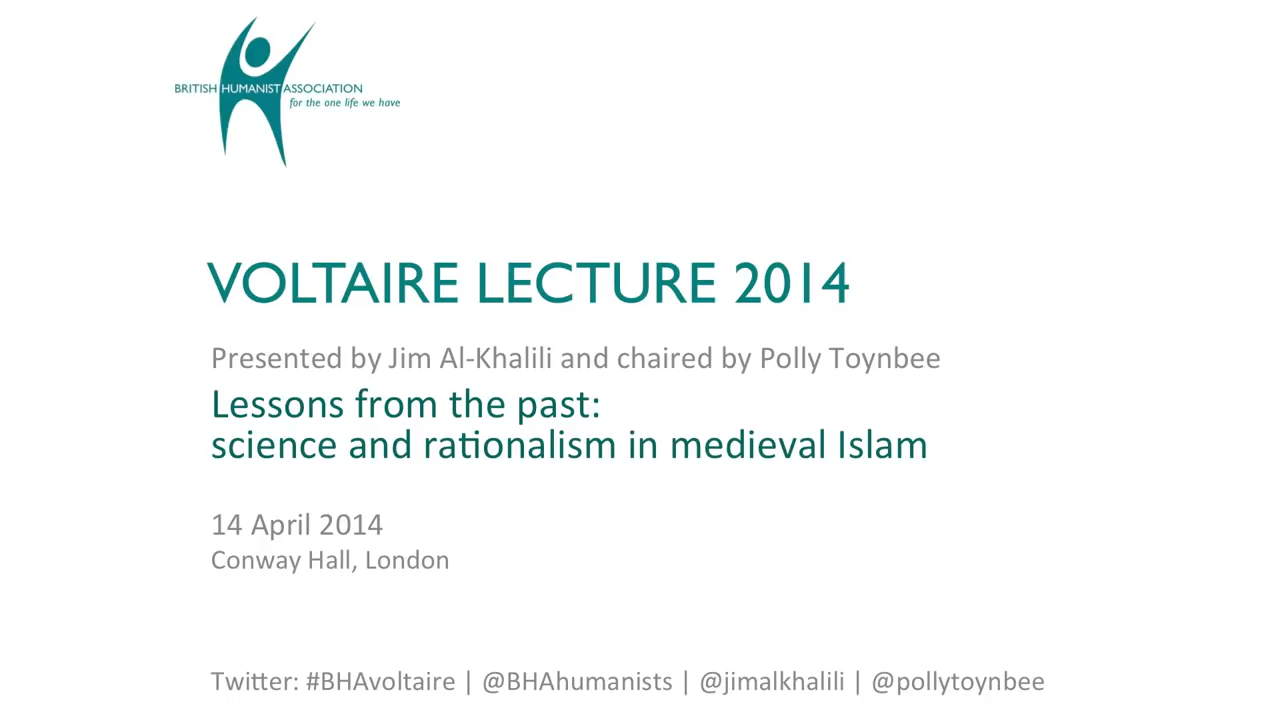 BRITISH HUMANIST ASSOCIATION
for the one life we have
VOLTAIRE LECTURE 2014
Presented by Jim Al-Khalili and chaired by Polly Toynbee
Lessons from the past:
science and rationalism in medieval Islam
14 April 2014
Conway Hall, London
Twitter: #BHAvoltaire | @BHAhumanists | @jimalkhalili | @pollytoynbee